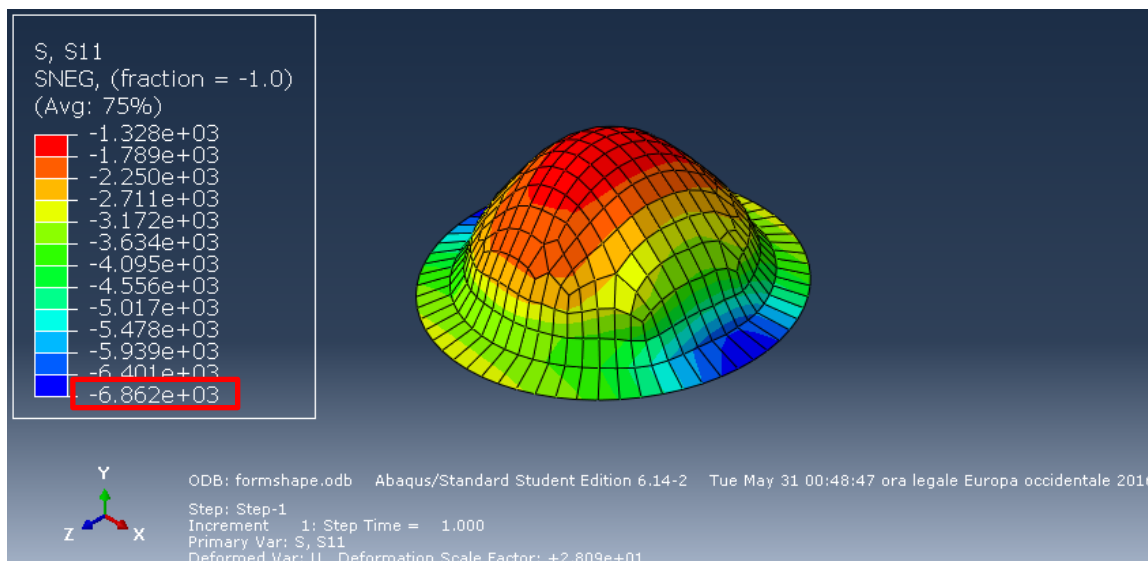 S, S11
SNEG, (fraction = -1.0)
(Avg: 75%)
-1.328e+03
-1.789e+03
-2.250e+03
-2.711e+03
-3.172e+03
-3.634e+03
-4.095e+03
-4.556e+03
-5.017e+03
-5.478e+03
-5.939e+03
-6.401e+03
-6.862e+03
Y
Z
X
ODB: formshape.odb Abaqus/Standard Student Edition 6.14-2 Tue May 31 00:48:47 ora legale Europa occidentale 2016
Step: Step-1
Increment 1: Step Time = 1.000
Primary Var: S, S11
Deformed Var: U Deformation Scale Factor: +2.809e+01